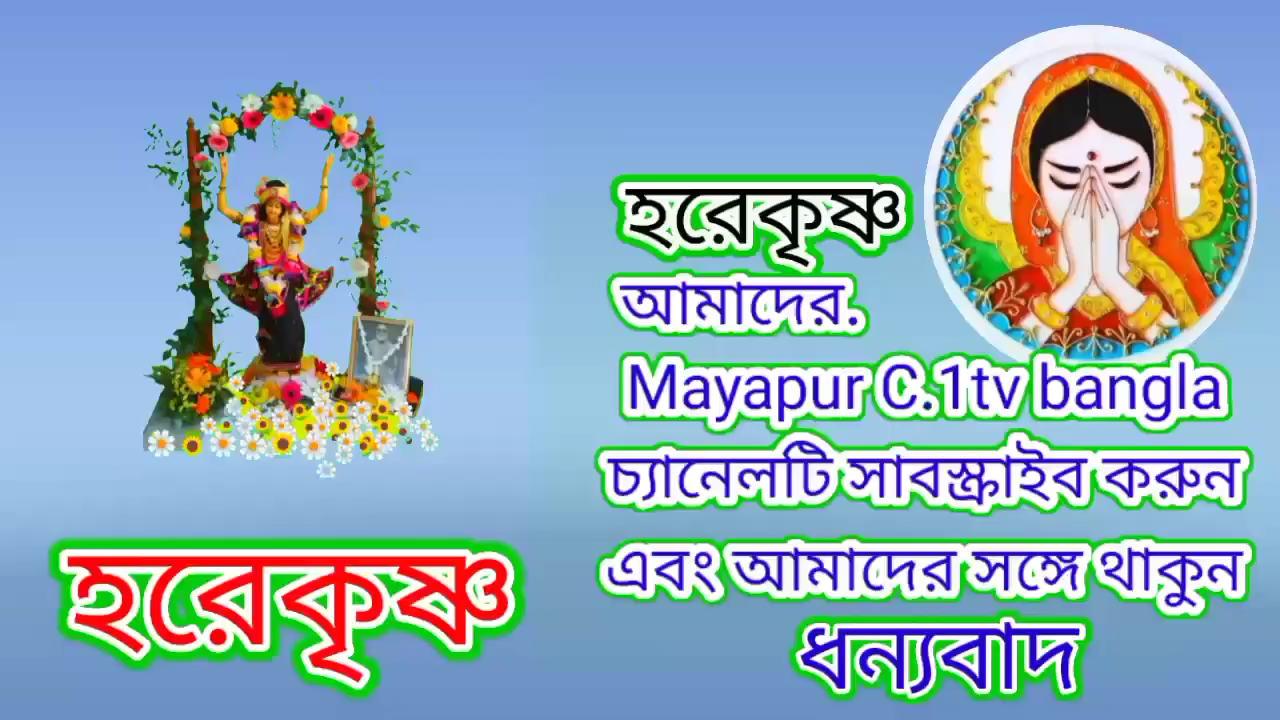 হরেকৃষ্ণ
আমাদের.
Mayapur C.1tv bangla
চ্যানেলটি সাবস্ক্রাইব করুন
এবং আমাদের সঙ্গে থাকুন
ধন্যবাদ
হরেকৃষ্ণ